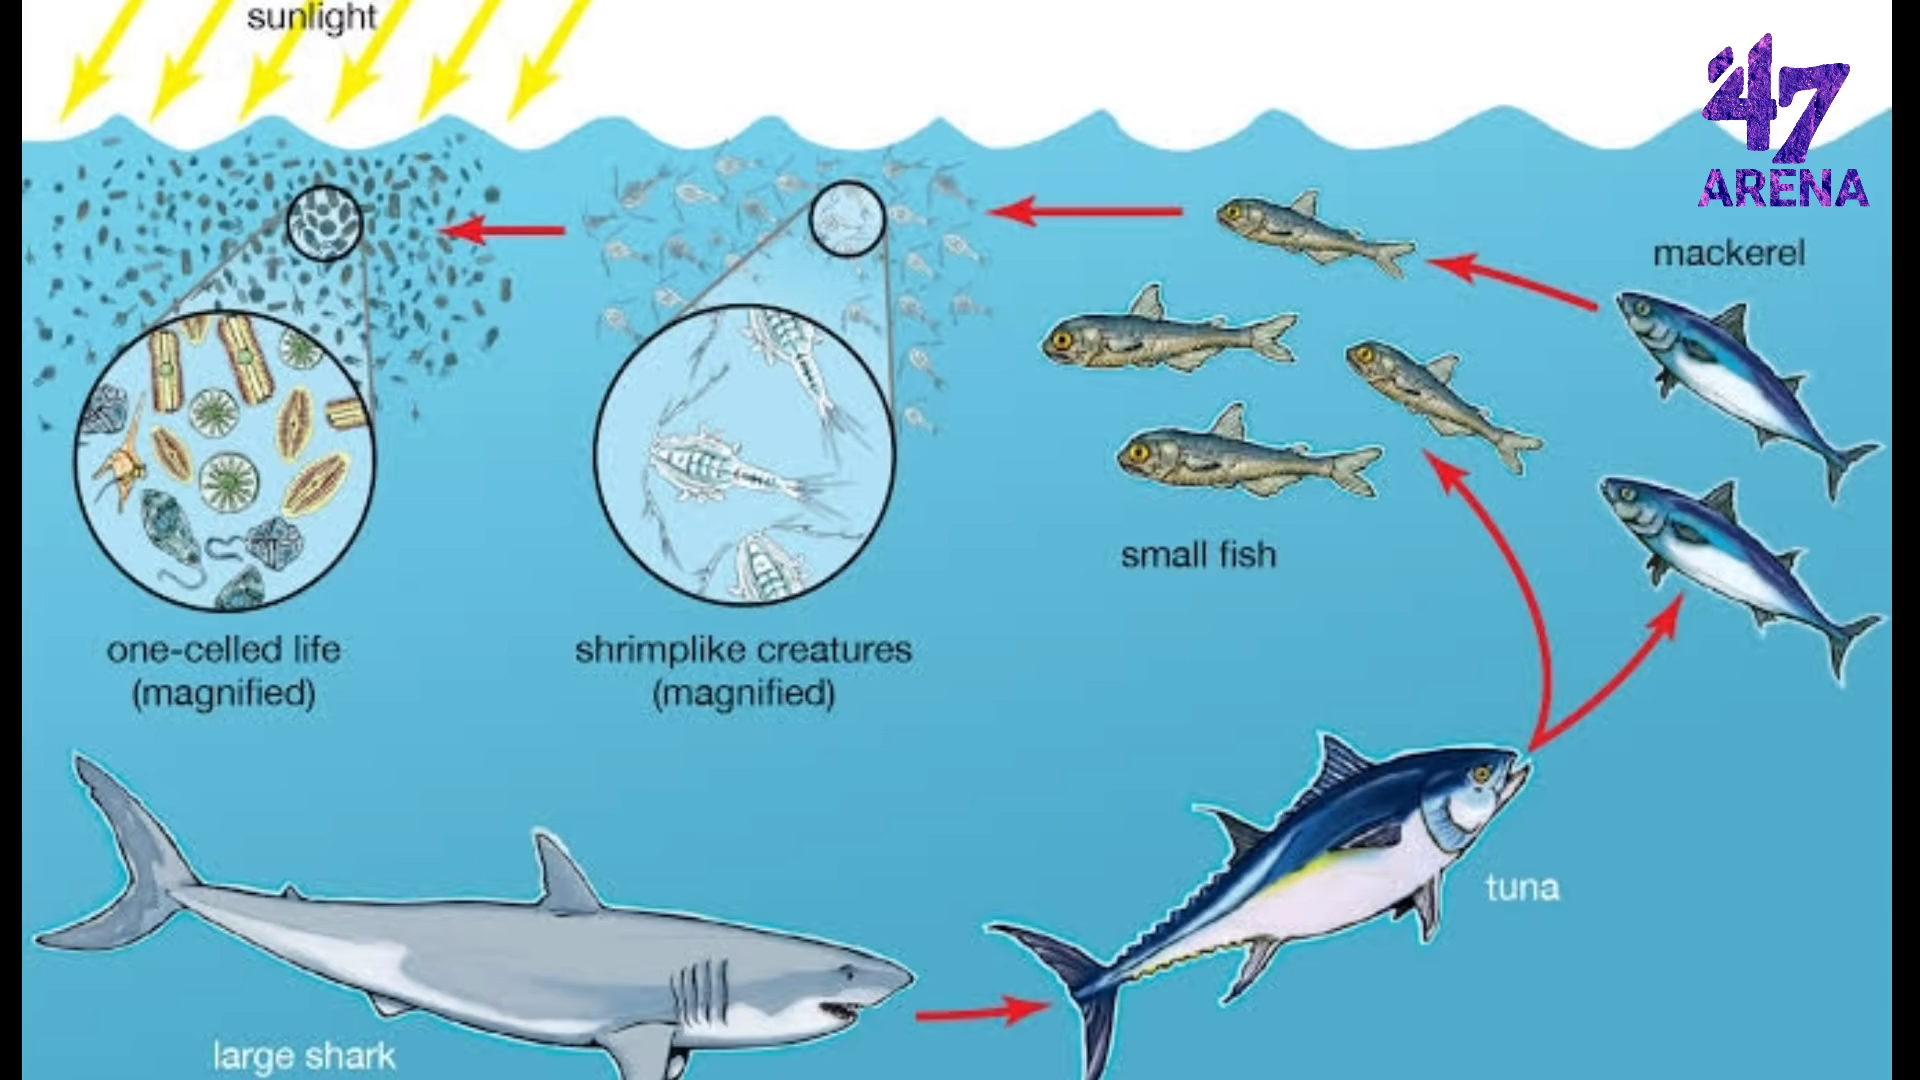 sunlight
47
ARENA
mackerel
small fish
one-celled life
(magnified)
shrimplike creatures
(magnified)
tuna
large shark